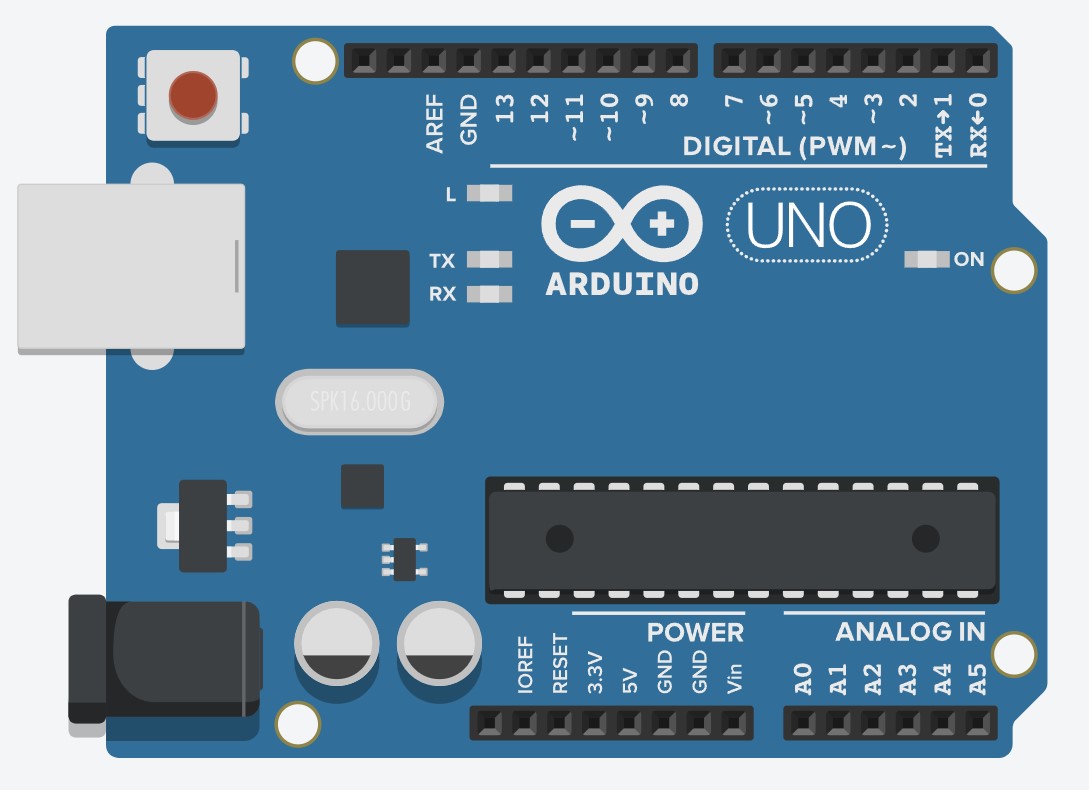 AREF GND 13 12 ~11 ~10 ~9 8 7 ~6 ~5 4 ~3 2 TX→1 RX←0
DIGITAL (PWM~)
L
TX
RX
ARDUINO
UNO
ON
SPK16,000G
POWER
ANALOG IN
IOREF RESET 3.3V 5V GND GND Vin A0 A1 A2 A3 A4 A5